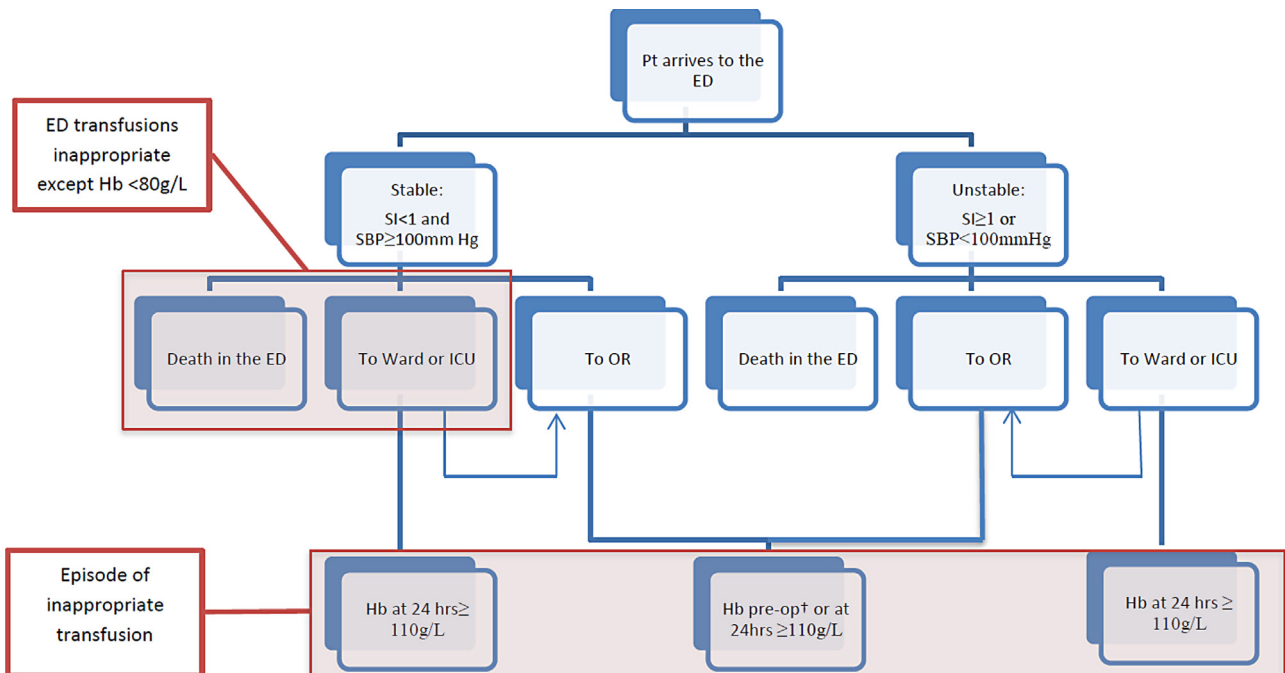 Pt arrives to the
ED
ED transfusions
inappropriate
except Hb <80g/L
Stable:
SI<1 and
SBP≥100mm Hg
Unstable:
SI≥1 or
SBP<100mmHg
Death in the ED
To Ward or ICU
To OR
Death in the ED
To OR
To Ward or ICU
Episode of
inappropriate
transfusion
Hb at 24 hrs≥
110g/L
Hb pre-op† or at
24hrs ≥110g/L
Hb at 24 hrs ≥
110g/L